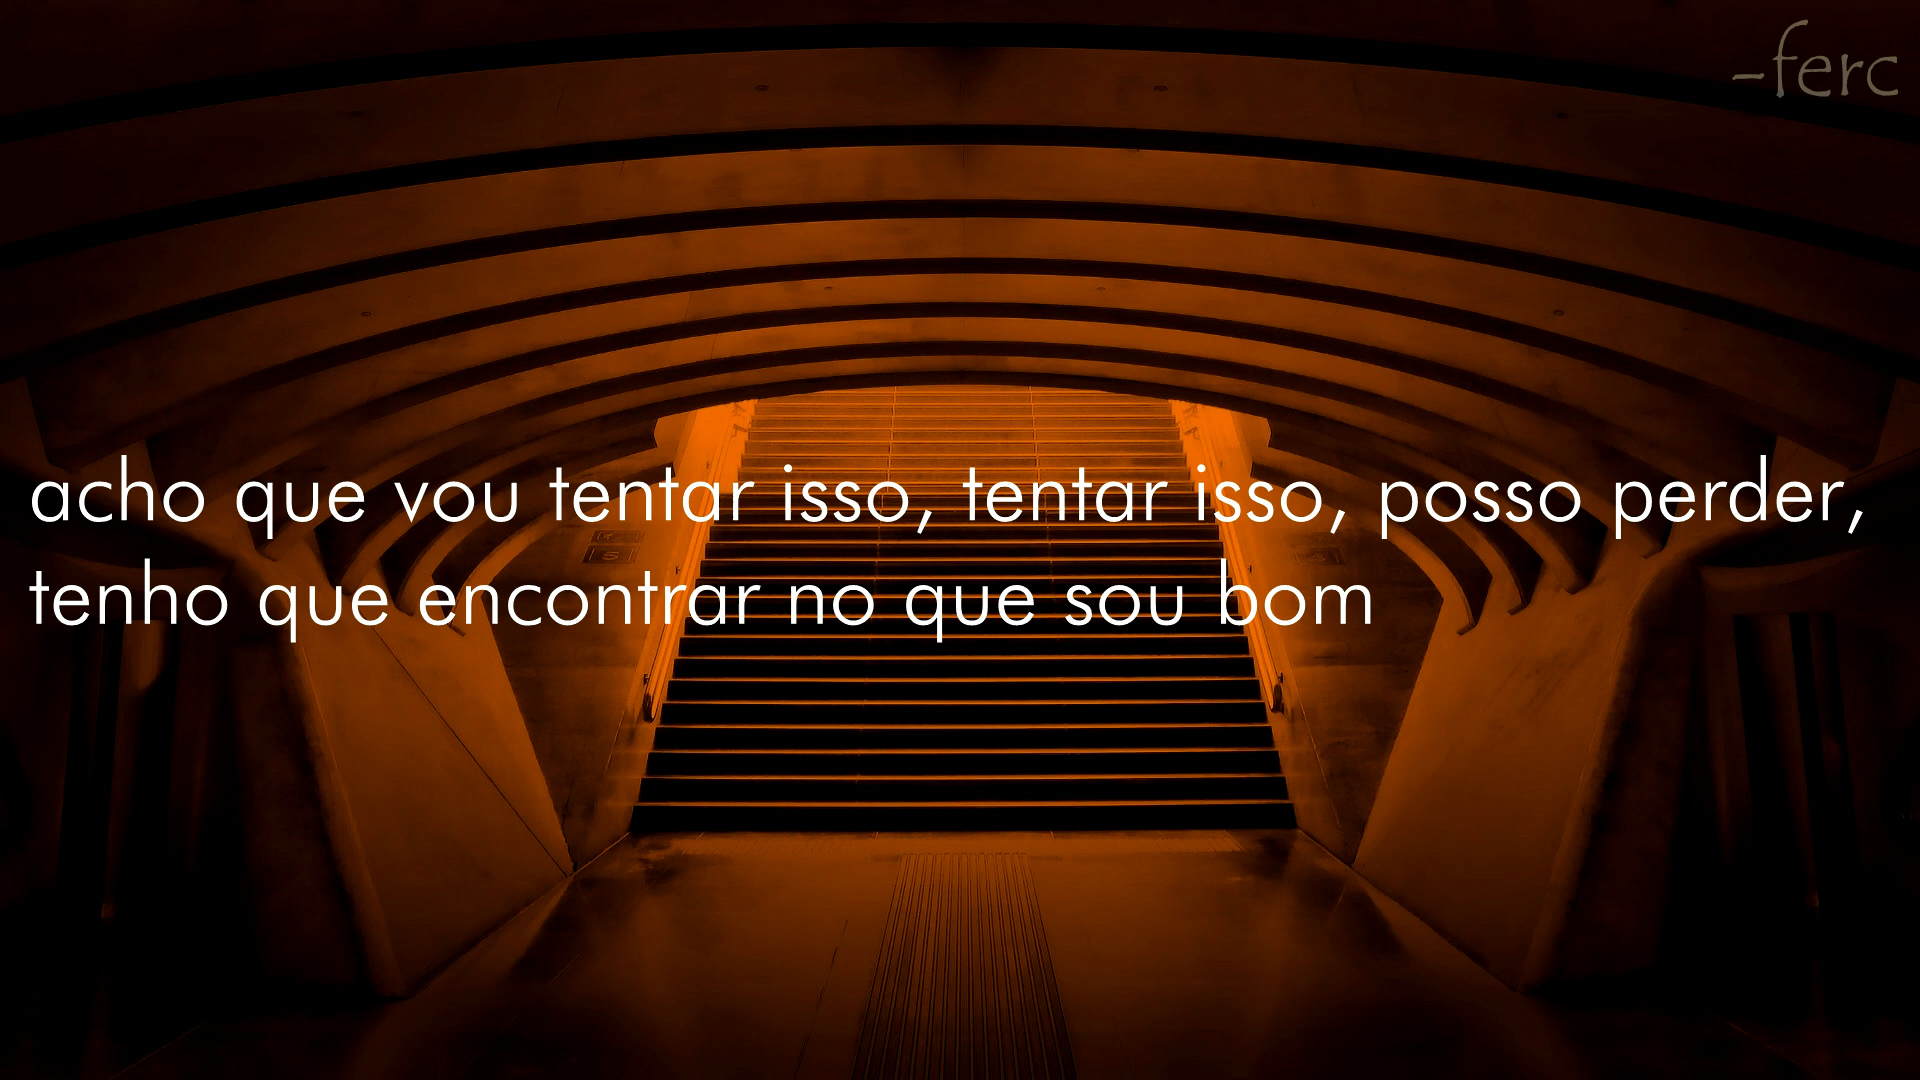 -ferc
acho que vou tentar isso, tentar isso, posso perder,
tenho que encontrar no que sou bom